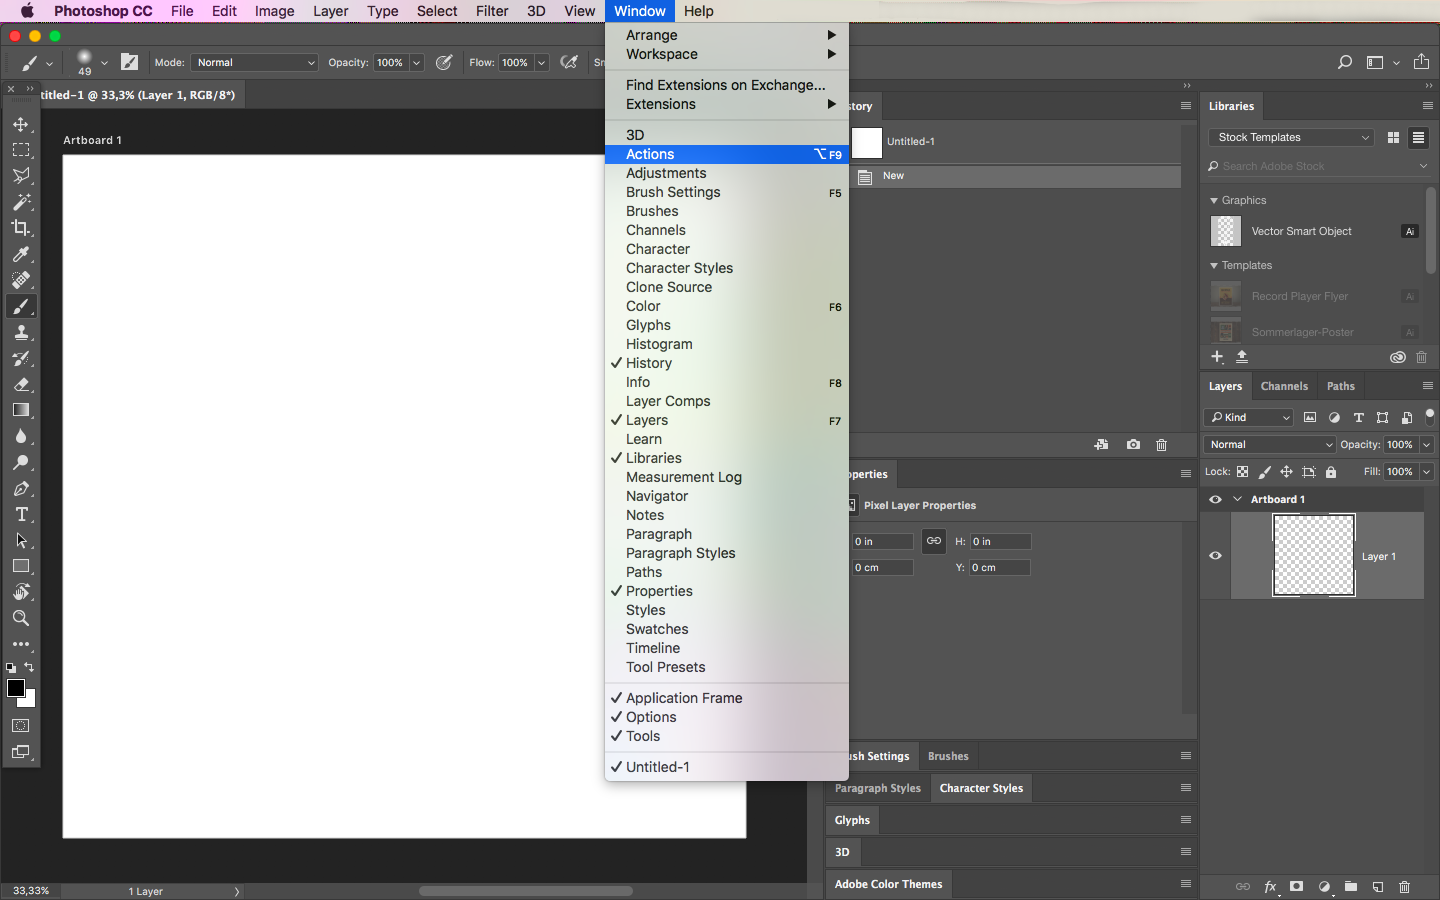 Photoshop CC File Edit Image Layer Type Select Filter 3D View Window Help
49 Mode: Normal Opacity: 100% Flow: 100%
titled-1 @ 33,3% (Layer 1, RGB/8*)
Artboard 1
33,33% 1 Layer
Arrange
Workspace
Find Extensions on Exchange...
Extensions
3D
Actions ⌥F9
Adjustments
Brush Settings F5
Brushes
Channels
Character
Character Styles
Clone Source
Color F6
Glyphs
Histogram
✓ History
Info F8
Layer Comps
✓ Layers F7
Learn
✓ Libraries
Measurement Log
Navigator
Notes
Paragraph
Paragraph Styles
Paths
✓ Properties
Styles
Swatches
Timeline
Tool Presets
✓ Application Frame
✓ Options
✓ Tools
✓ Untitled-1
story
Untitled-1
New
operties
Pixel Layer Properties
0 in H: 0 in
0 cm Y: 0 cm
ush Settings Brushes
Paragraph Styles Character Styles
Glyphs
3D
Adobe Color Themes
Libraries
Stock Templates
Search Adobe Stock
Graphics
Vector Smart Object Ai
Templates
Record Player Flyer Ai
Sommerlager-Poster Ai
Layers Channels Paths
Kind
Normal Opacity: 100%
Lock: Fill: 100%
Artboard 1
Layer 1
fx